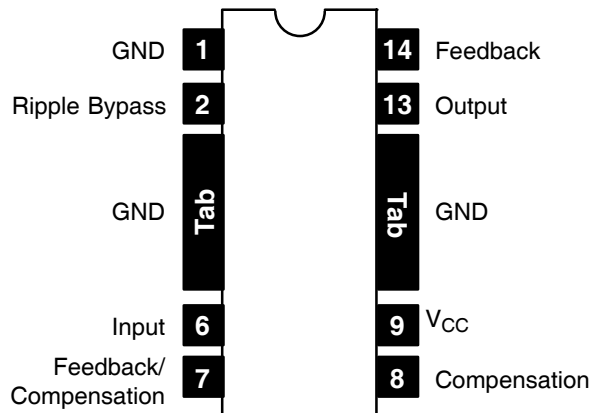 GND 1 14 Feedback
Ripple Bypass 2 13 Output
GND Tab Tab GND
Input 6 9 VCC
Feedback/
Compensation 7 8 Compensation